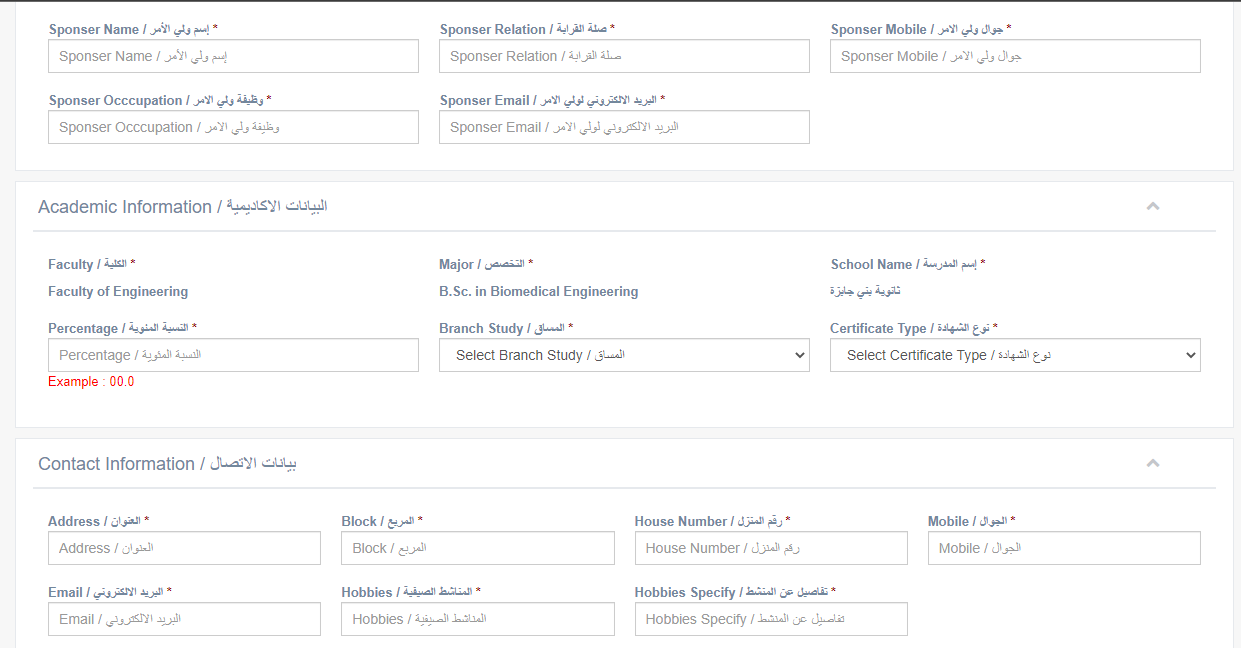 Sponser Name / إسم ولي الأمر * Sponser Relation / صلة القرابة * Sponser Mobile / جوال ولي الامر *
Sponser Name / إسم ولي الأمر Sponser Relation / صلة القرابة Sponser Mobile / جوال ولي الامر
Sponser Occcupation / وظيفة ولي الامر * Sponser Email / البريد الالكتروني لولي الامر *
Sponser Occcupation / وظيفة ولي الامر Sponser Email / البريد الالكتروني لولي الامر
Academic Information / البيانات الاكاديمية
Faculty / الكلية * Major / التخصص * School Name / إسم المدرسة *
Faculty of Engineering B.Sc. in Biomedical Engineering ثانوية بني جابزة
Percentage / النسبة المئوية * Branch Study / المساق * Certificate Type / نوع الشهادة *
Percentage / النسبة المئوية Select Branch Study / المساق Select Certificate Type / نوع الشهادة
Example : 00.0
Contact Information / بيانات الاتصال
Address / العنوان * Block / المربع * House Number / رقم المنزل * Mobile / الجوال *
Address / العنوان Block / المربع House Number / رقم المنزل Mobile / الجوال
Email / البريد الالكتروني * Hobbies / المناشط الصيفية * Hobbies Specify / تفاصيل عن المنشط *
Email / البريد الالكتروني Hobbies / المناشط الصيفية Hobbies Specify / تفاصيل عن المنشط